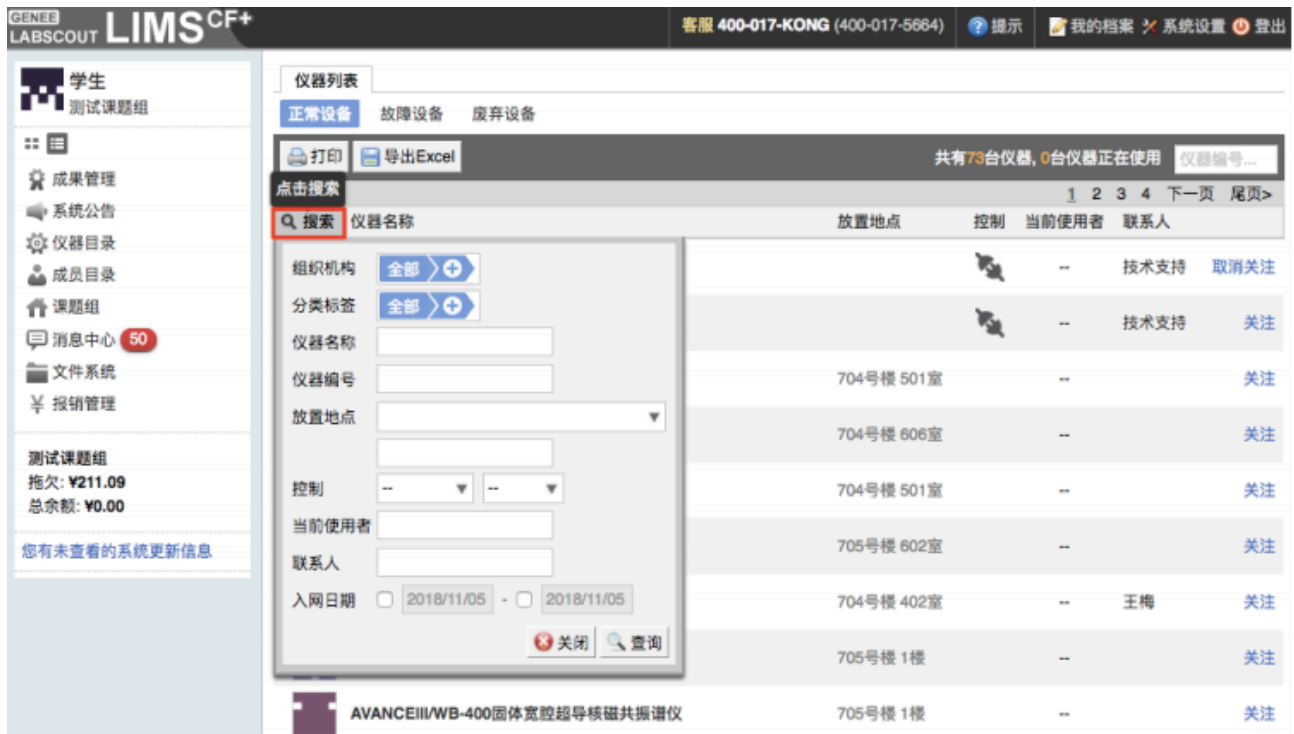 GENEE
LABSCOUT LIMS CF+
客服 400-017-KONG (400-017-5664) 提示 我的档案 系统设置 登出
学生
测试课题组
成果管理
系统公告
仪器目录
成员目录
课题组
消息中心 50
文件系统
报销管理
测试课题组
拖欠: ¥211.09
总余额: ¥0.00
您有未查看的系统更新信息
仪器列表
正常设备 故障设备 废弃设备
打印 导出Excel 共有73台仪器, 0台仪器正在使用 仪器编号...
点击搜索 1 2 3 4 下一页 尾页>
搜索 仪器名称 放置地点 控制 当前使用者 联系人
组织机构 全部
分类标签 全部
仪器名称
仪器编号
放置地点
控制 -- --
当前使用者
联系人
入网日期 2018/11/05 - 2018/11/05
关闭 查询
-- 技术支持 取消关注
-- 技术支持 关注
704号楼 501室 -- 关注
704号楼 606室 -- 关注
704号楼 501室 -- 关注
705号楼 602室 -- 关注
704号楼 402室 -- 王梅 关注
705号楼 1楼 -- 关注
AVANCEIII/WB-400固体宽腔超导核磁共振谱仪 705号楼 1楼 -- 关注